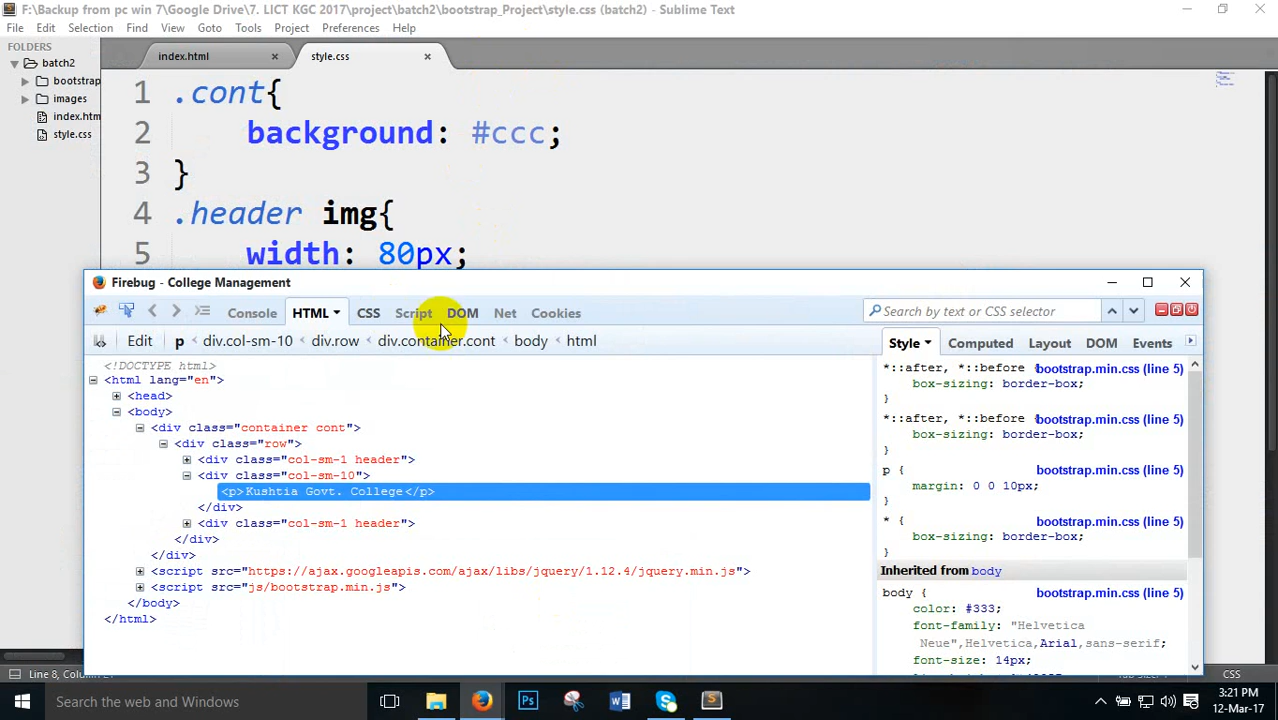 F:\Backup from pc win 7\Google Drive\7. LICT KGC 2017\project\batch2\bootstrap_Project\style.css (batch2) - Sublime Text
File Edit Selection Find View Goto Tools Project Preferences Help
FOLDERS
batch2
bootstrap
images
index.htm
style.css
index.html × style.css ×
1 .cont{
2 background: #ccc;
3 }
4 .header img{
5 width: 80px;
Firebug - College Management
Console HTML CSS Script DOM Net Cookies
Search by text or CSS selector
Edit p < div.col-sm-10 < div.row < div.container.cont < body < html
Style Computed Layout DOM Events
<!DOCTYPE html>
<html lang="en">
<head>
<body>
<div class="container cont">
<div class="row">
<div class="col-sm-1 header">
<div class="col-sm-10">
<p>Kushtia Govt. College</p>
</div>
<div class="col-sm-1 header">
</div>
</div>
<script src="https://ajax.googleapis.com/ajax/libs/jquery/1.12.4/jquery.min.js">
<script src="js/bootstrap.min.js">
</body>
</html>
*::after, *::before { bootstrap.min.css (line 5)
box-sizing: border-box;
}
*::after, *::before { bootstrap.min.css (line 5)
box-sizing: border-box;
}
p { bootstrap.min.css (line 5)
margin: 0 0 10px;
}
* { bootstrap.min.css (line 5)
box-sizing: border-box;
}
Inherited from body
body { bootstrap.min.css (line 5)
color: #333;
font-family: "Helvetica
Neue",Helvetica,Arial,sans-serif;
font-size: 14px;
Line 8, Column
CSS
Search the web and Windows
3:21 PM
12-Mar-17